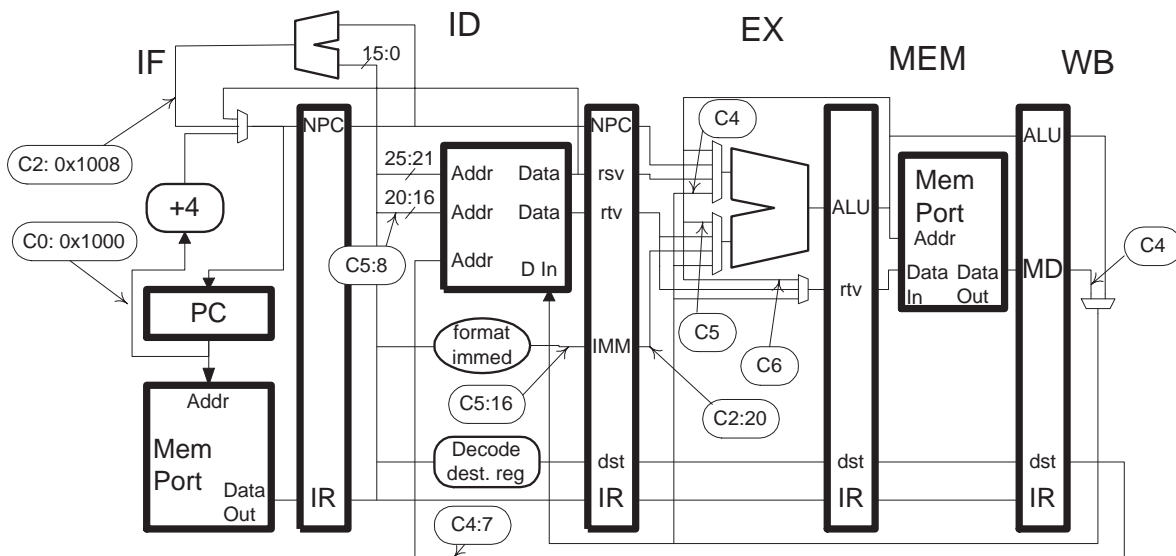 IF
ID
EX
MEM
WB
15:0
C2: 0x1008
+4
C0: 0x1000
PC
Addr
Mem
Port
Data
Out
NPC
IR
25:21
20:16
C5:8
Addr
Data
Addr
Data
Addr
D In
format
immed
C5:16
Decode
dest. reg
C4:7
NPC
rsv
rtv
IMM
dst
IR
C4
C5
C6
C2:20
ALU
rtv
dst
IR
Mem
Port
Addr
Data
In
Data
Out
ALU
MD
dst
IR
C4